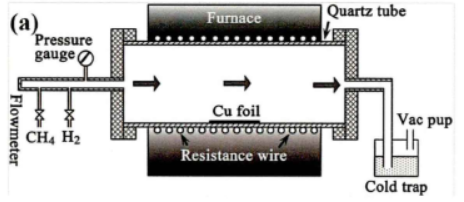 (a)
Furnace
Quartz tube
Pressure
gauge
Flowmeter
CH4 H2
Cu foil
Resistance wire
Vac pup
Cold trap